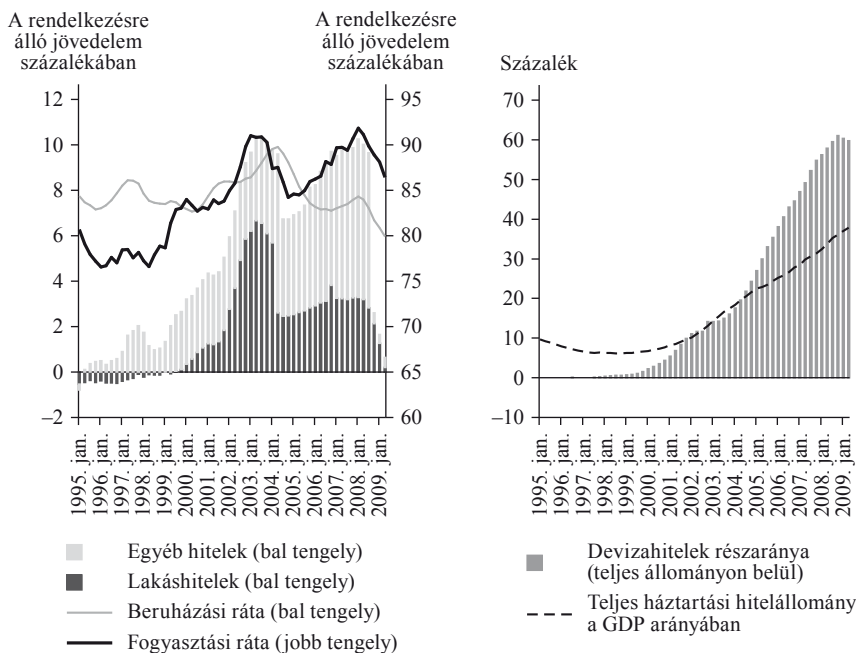 A rendelkezésre
álló jövedelem
százalékában
A rendelkezésre
álló jövedelem
százalékában
12
10
8
6
4
2
0
–2
95
90
85
80
75
70
65
60
1995. jan.
1996. jan.
1997. jan.
1998. jan.
1999. jan.
2000. jan.
2001. jan.
2002. jan.
2003. jan.
2004. jan.
2005. jan.
2006. jan.
2007. jan.
2008. jan.
2009. jan.
Egyéb hitelek (bal tengely)
Lakáshitelek (bal tengely)
Beruházási ráta (bal tengely)
Fogyasztási ráta (jobb tengely)
Százalék
70
60
50
40
30
20
10
0
–10
1995. jan.
1996. jan.
1997. jan.
1998. jan.
1999. jan.
2000. jan.
2001. jan.
2002. jan.
2003. jan.
2004. jan.
2005. jan.
2006. jan.
2007. jan.
2008. jan.
2009. jan.
Devizahitelek részaránya
(teljes állományon belül)
Teljes háztartási hitelállomány
a GDP arányában